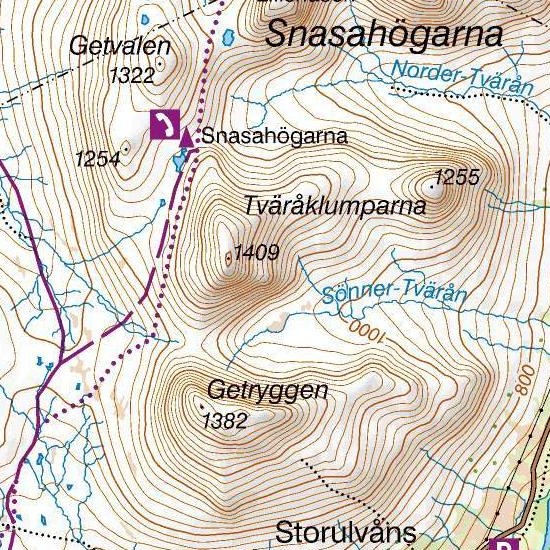 Snasahögarna
Getvalen
1322
Norder-Tvärån
Snasahögarna
1254
1255
Tväråklumparna
1409
Sönner-Tvärån
1000
Getryggen
1382
800
Storulvåns
P